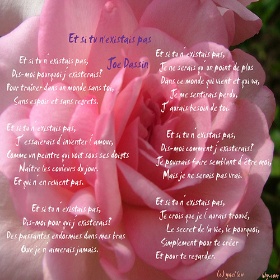 Et si tu n'existais pas
Joe Dassin
Et si tu n'existais pas,
Dis-moi pourquoi j'existerais?
Pour traîner dans un monde sans toi,
Sans espoir et sans regrets.
Et si tu n'existais pas,
J'essaierais d'inventer l'amour,
Comme un peintre qui voit sous ses doigts
Naître les couleurs du jour.
Et qui n'en revient pas.
Et si tu n'existais pas,
Dis-moi pour qui j'existerais?
Des passantes endormies dans mes bras
Que je n'aimerais jamais.
Et si tu n'existais pas,
Je ne serais qu'un point de plus
Dans ce monde qui vient et qui va,
Je me sentirais perdu,
J'aurais besoin de toi.
Et si tu n'existais pas,
Dis-moi comment j'existerais?
Je pourrais faire semblant d'être moi,
Mais je ne serais pas vrai.
Et si tu n'existais pas,
Je crois que je l'aurais trouvé,
Le secret de la vie, le pourquoi,
Simplement pour te créer
Et pour te regarder.